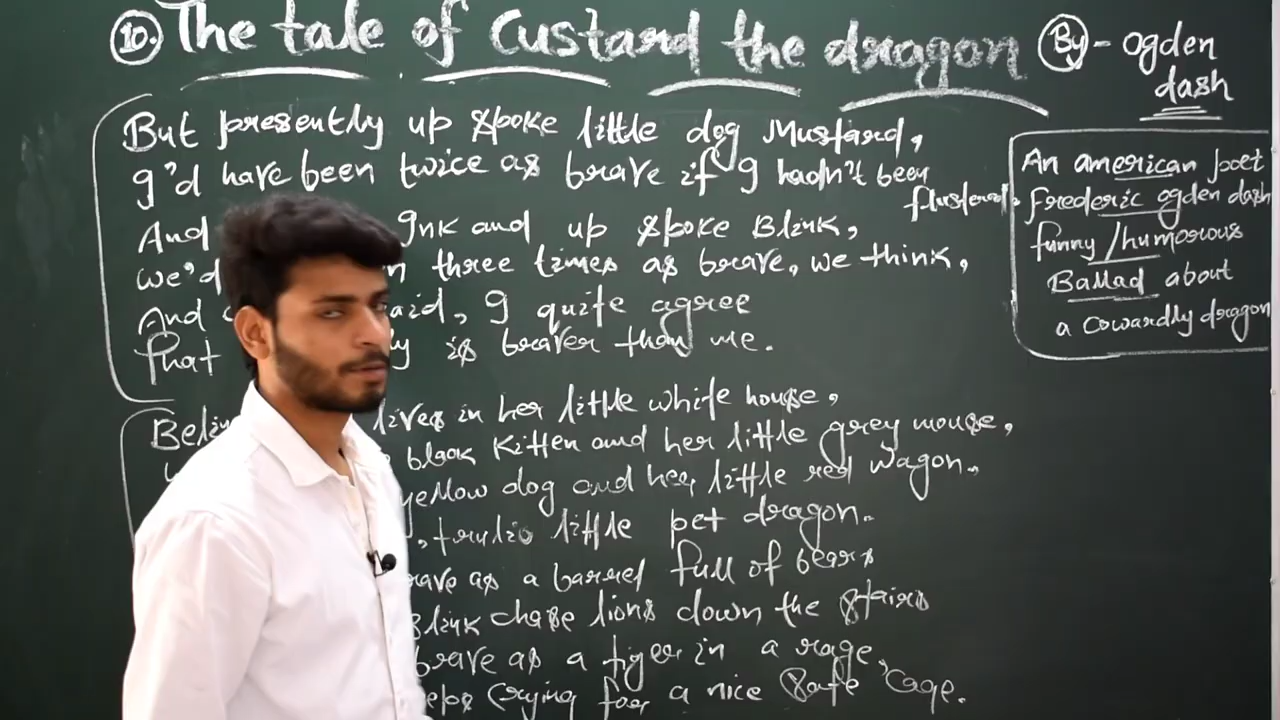 10. The tale of Custard the dragon
By - Ogden
dash
But presently up spoke little dog Mustard,
I'd have been twice as brave if I hadn't been
flustered.
And Ink and up spoke Blink,
we'd three times as brave, we think,
And said, I quite agree
That is braver than me.
lives in her little white house,
black Kitten and her little grey mouse,
yellow dog and her little red wagon.
little pet dragon.
as a barrel full of bears
Blink chase lions down the stairs
brave as a tiger in a rage,
crying for a nice safe cage.
An american poet
Frederic ogden dash
funny / humorous
Ballad about
a cowardly dragon